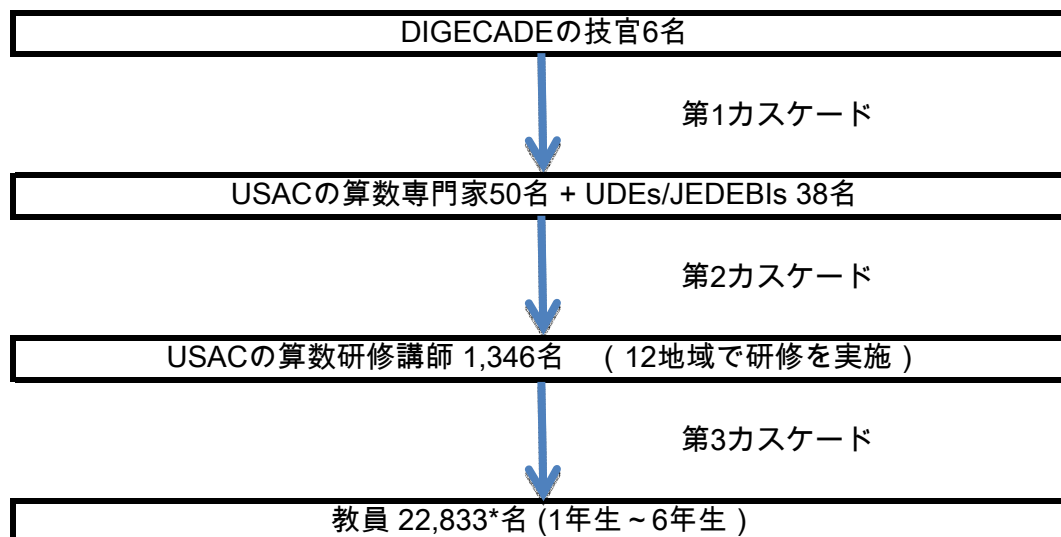 DIGECADEの技官6名
第1カスケード
USACの算数専門家50名 + UDEs/JEDEBIs 38名
第2カスケード
USACの算数研修講師 1,346名 （12地域で研修を実施）
第3カスケード
教員 22,833*名 (1年生～6年生）